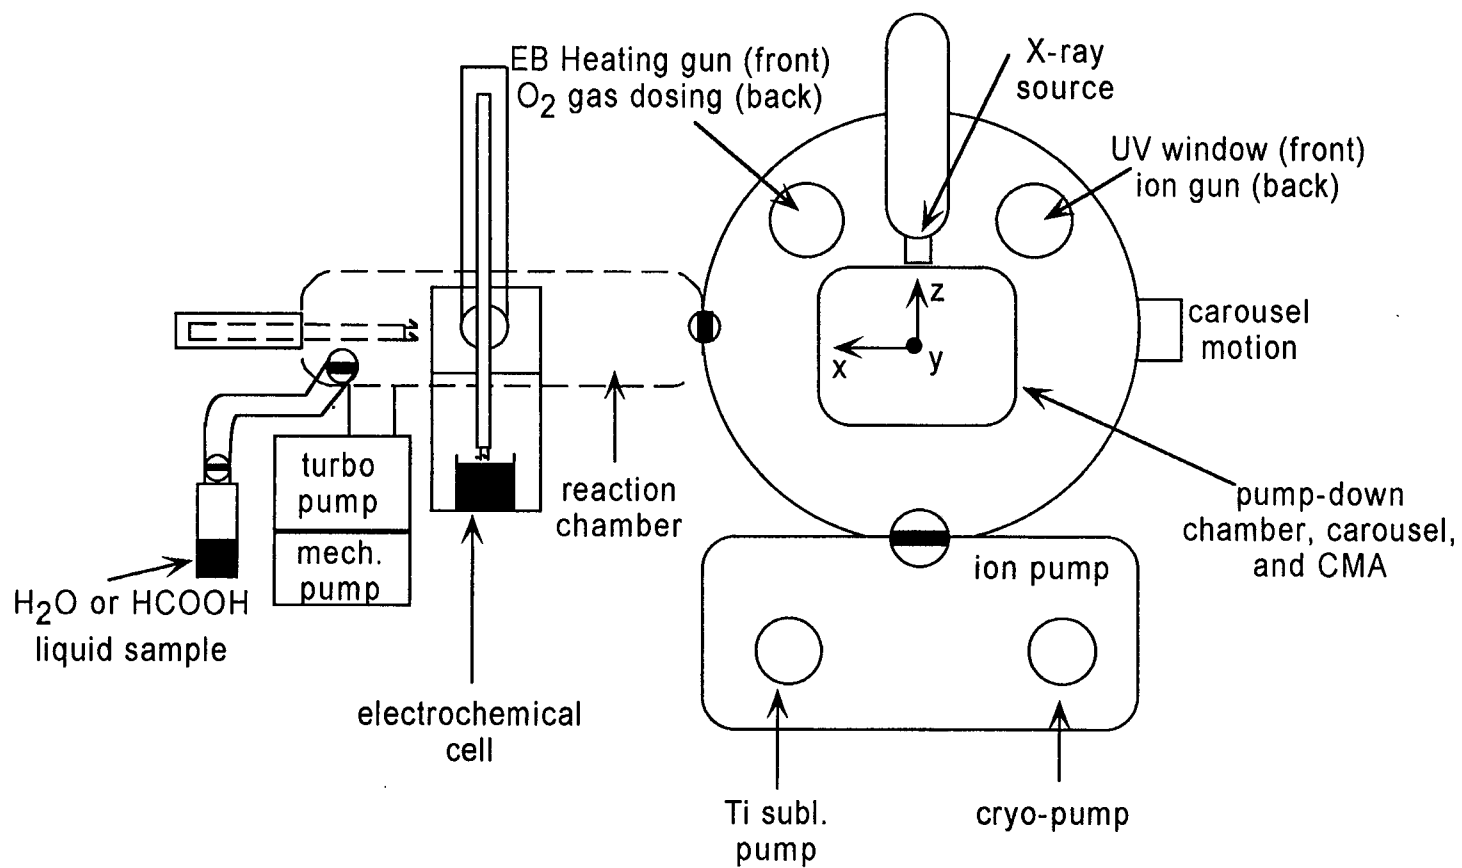 EB Heating gun (front)
O₂ gas dosing (back)
X-ray
source
UV window (front)
ion gun (back)
z
x
y
carousel
motion
turbo
pump
mech.
pump
reaction
chamber
pump-down
chamber, carousel,
and CMA
ion pump
H₂O or HCOOH
liquid sample
electrochemical
cell
Ti subl.
pump
cryo-pump